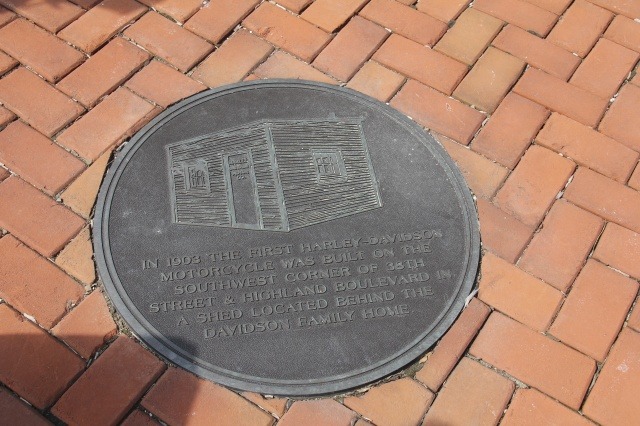 IN 1903 THE FIRST HARLEY-DAVIDSON
MOTORCYCLE WAS BUILT ON THE
SOUTHWEST CORNER OF 38TH
STREET & HIGHLAND BOULEVARD IN
A SHED LOCATED BEHIND THE
DAVIDSON FAMILY HOME.